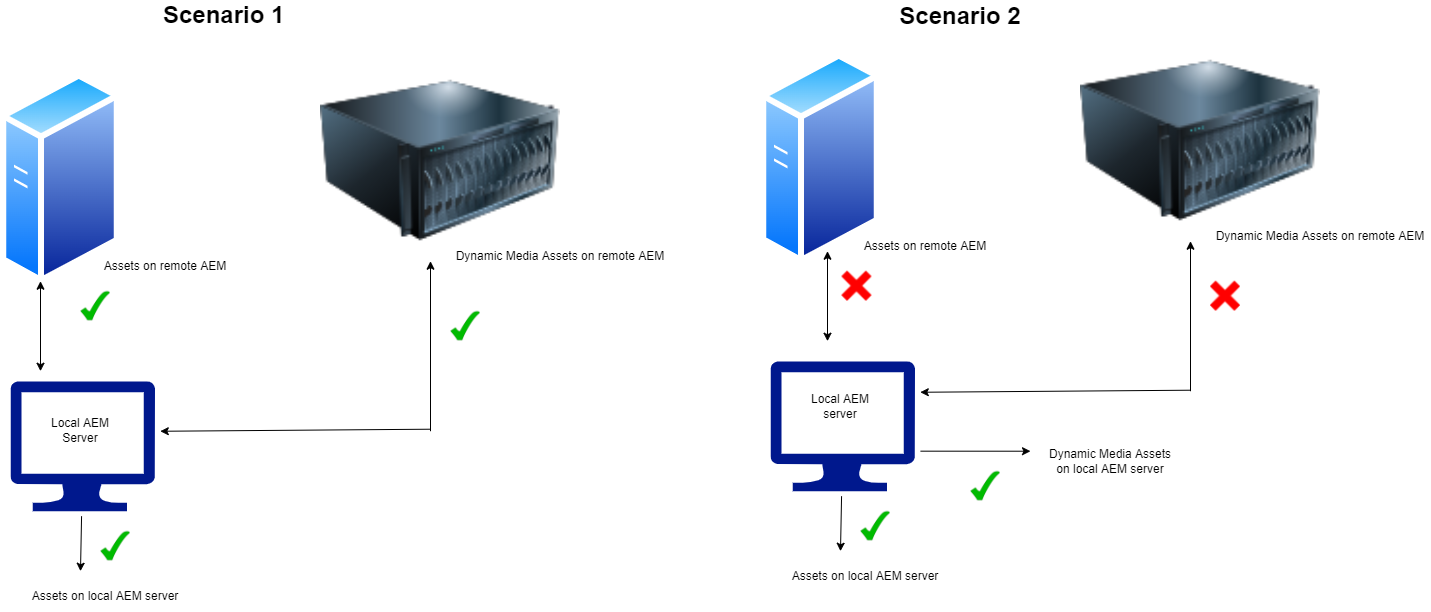 Scenario 1
Assets on remote AEM
Dynamic Media Assets on remote AEM
Local AEM
Server
Assets on local AEM server
Scenario 2
Assets on remote AEM
Dynamic Media Assets on remote AEM
Local AEM
server
Dynamic Media Assets
on local AEM server
Assets on local AEM server